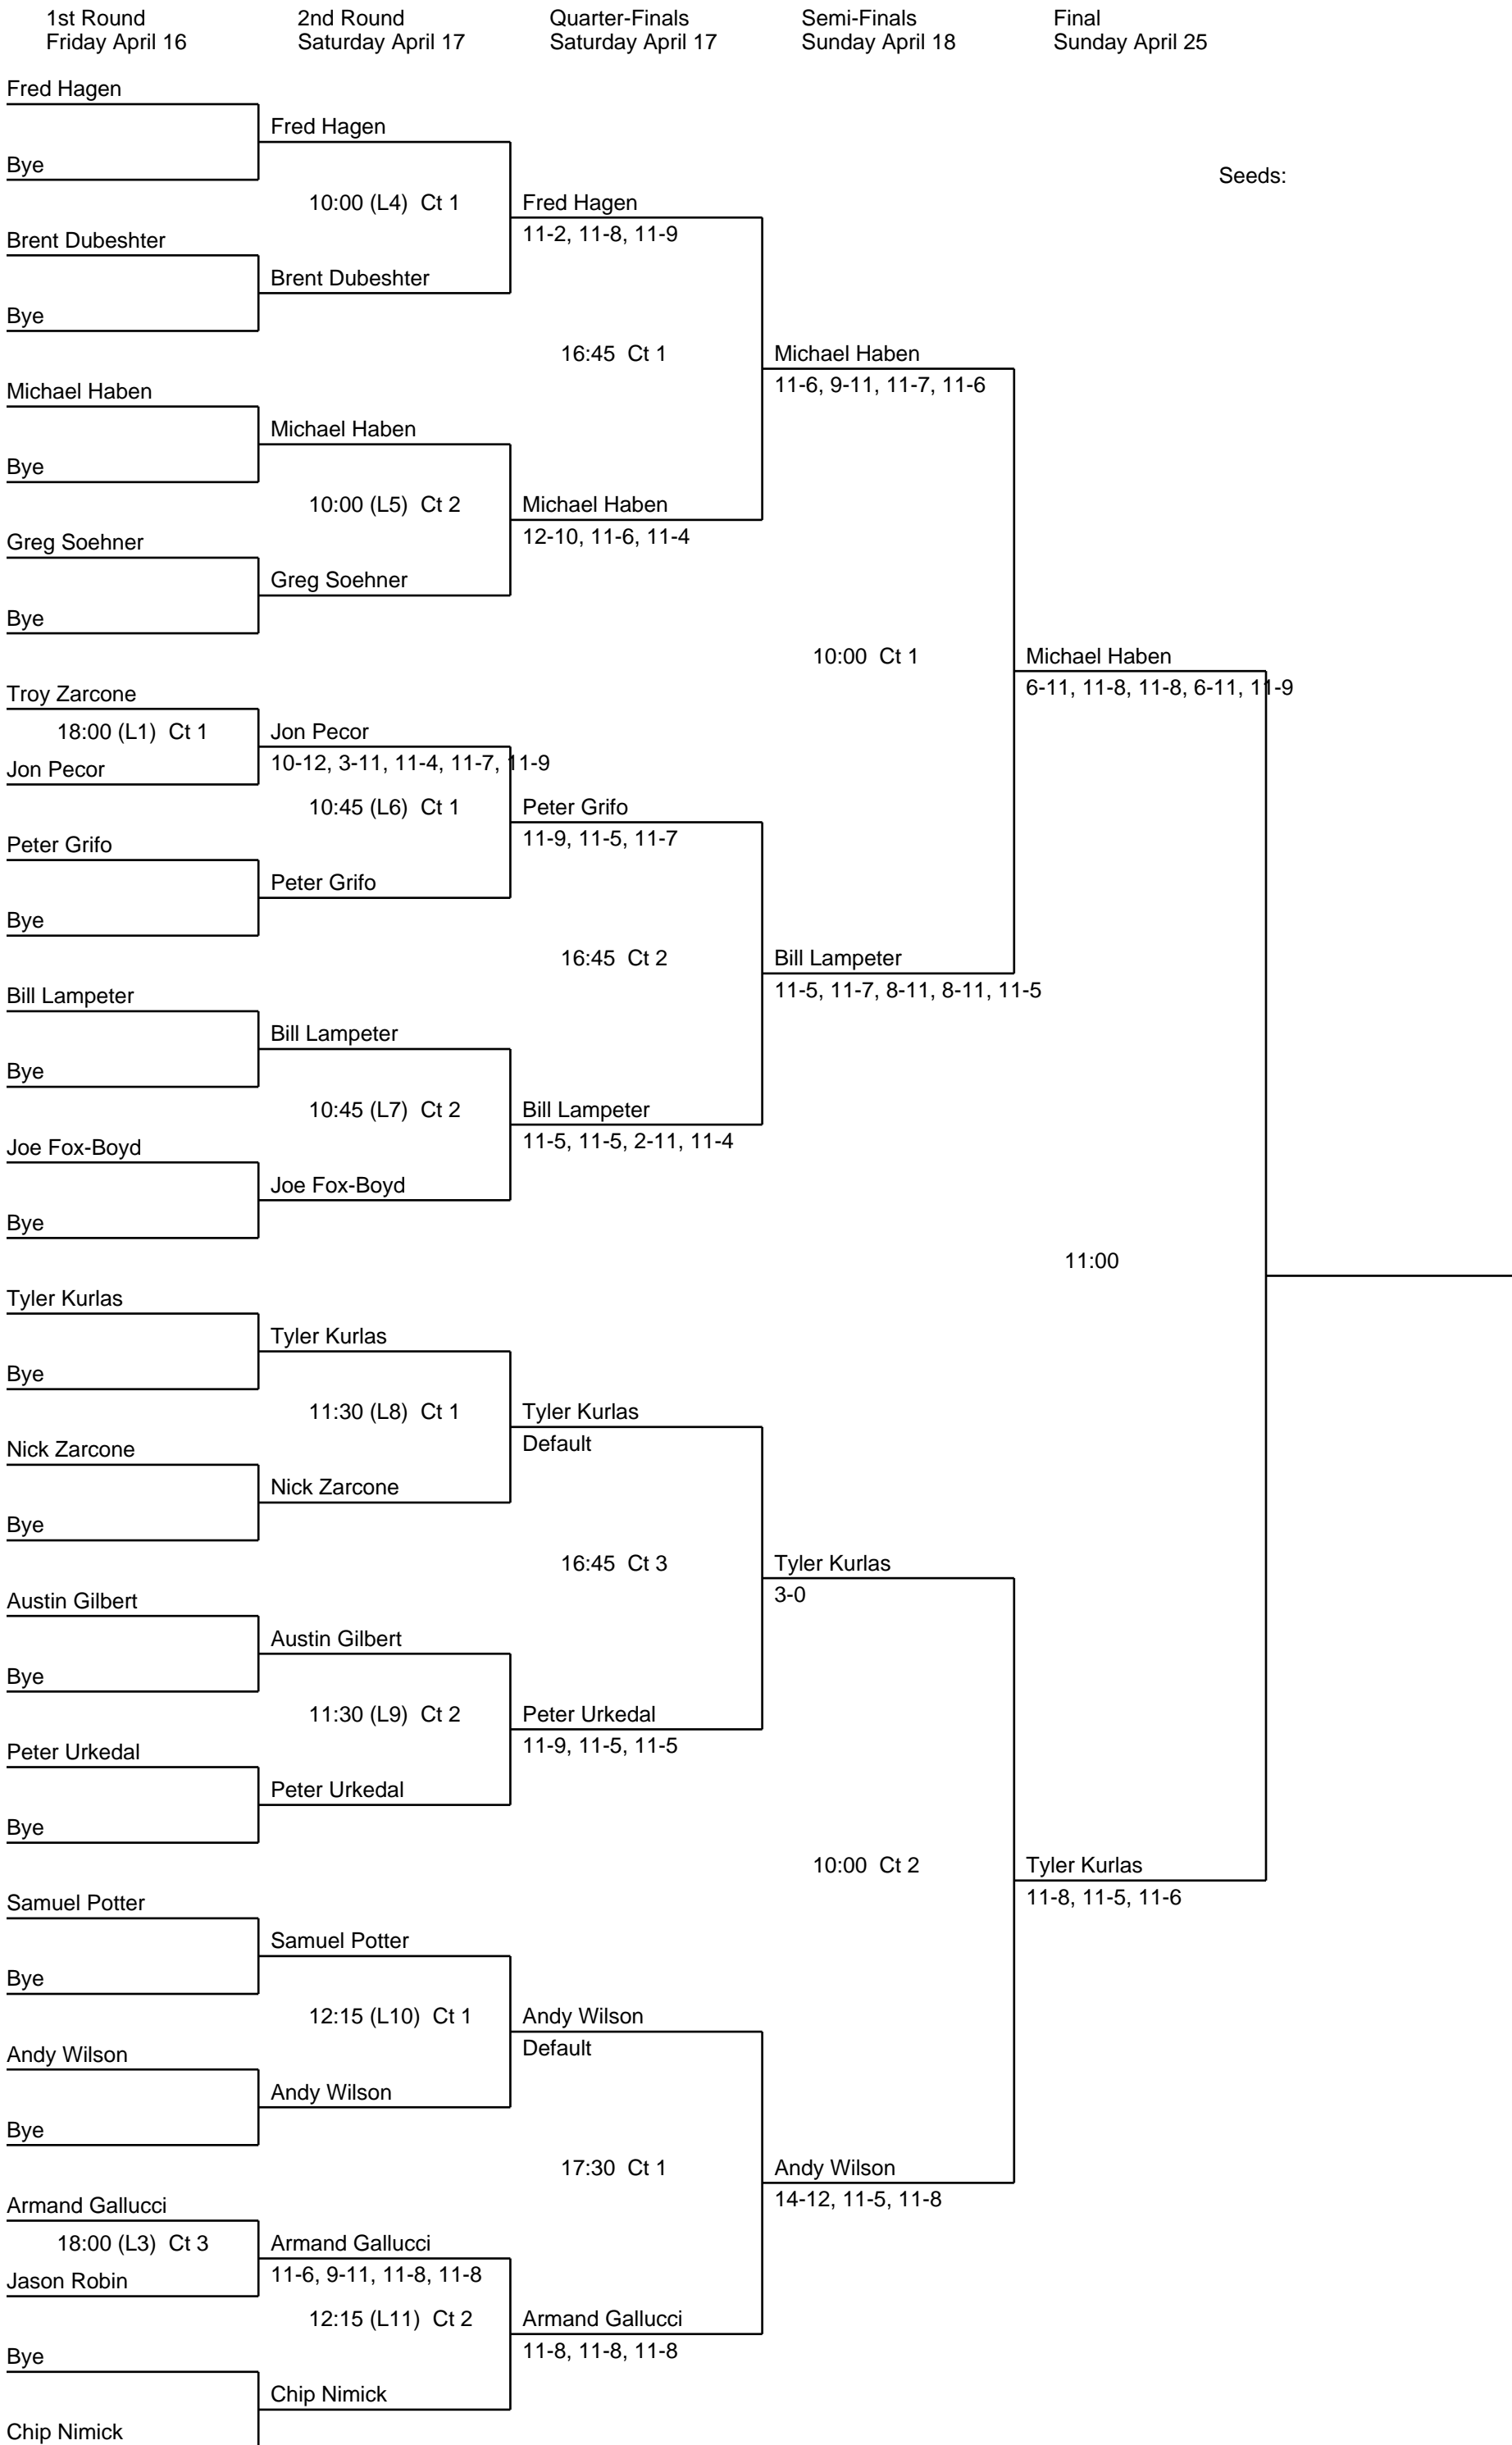 1st Round 2nd Round Quarter-Finals Semi-Finals Final
Friday April 16 Saturday April 17 Saturday April 17 Sunday April 18 Sunday April 25
Fred Hagen
Fred Hagen
Bye
Seeds:
10:00 (L4) Ct 1 Fred Hagen
11-2, 11-8, 11-9
Brent Dubeshter
Brent Dubeshter
Bye
16:45 Ct 1 Michael Haben
11-6, 9-11, 11-7, 11-6
Michael Haben
Michael Haben
Bye
10:00 (L5) Ct 2 Michael Haben
12-10, 11-6, 11-4
Greg Soehner
Greg Soehner
Bye
10:00 Ct 1 Michael Haben
6-11, 11-8, 11-8, 6-11, 11-9
Troy Zarcone
18:00 (L1) Ct 1 Jon Pecor
10-12, 3-11, 11-4, 11-7, 11-9
Jon Pecor
10:45 (L6) Ct 1 Peter Grifo
11-9, 11-5, 11-7
Peter Grifo
Peter Grifo
Bye
16:45 Ct 2 Bill Lampeter
11-5, 11-7, 8-11, 8-11, 11-5
Bill Lampeter
Bill Lampeter
Bye
10:45 (L7) Ct 2 Bill Lampeter
11-5, 11-5, 2-11, 11-4
Joe Fox-Boyd
Joe Fox-Boyd
Bye
11:00
Tyler Kurlas
Tyler Kurlas
Bye
11:30 (L8) Ct 1 Tyler Kurlas
Default
Nick Zarcone
Nick Zarcone
Bye
16:45 Ct 3 Tyler Kurlas
3-0
Austin Gilbert
Austin Gilbert
Bye
11:30 (L9) Ct 2 Peter Urkedal
11-9, 11-5, 11-5
Peter Urkedal
Peter Urkedal
Bye
10:00 Ct 2 Tyler Kurlas
11-8, 11-5, 11-6
Samuel Potter
Samuel Potter
Bye
12:15 (L10) Ct 1 Andy Wilson
Default
Andy Wilson
Andy Wilson
Bye
17:30 Ct 1 Andy Wilson
14-12, 11-5, 11-8
Armand Gallucci
18:00 (L3) Ct 3 Armand Gallucci
11-6, 9-11, 11-8, 11-8
Jason Robin
12:15 (L11) Ct 2 Armand Gallucci
11-8, 11-8, 11-8
Bye
Chip Nimick
Chip Nimick